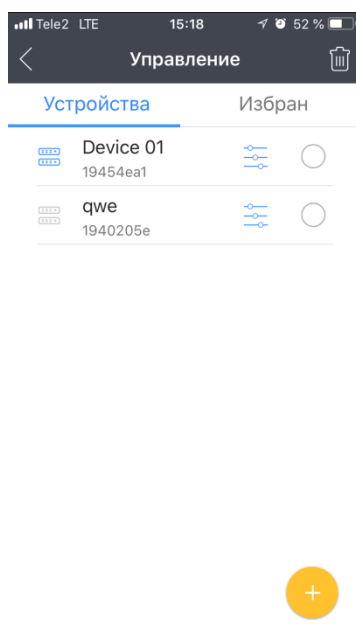 Tele2 LTE 15:18 52 %
Управление
Устройства Избран
Device 01
19454ea1
qwe
1940205e